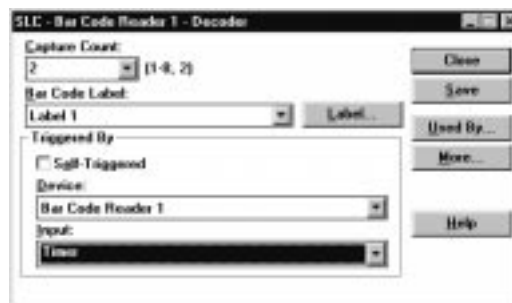 SLC - Bar Code Reader 1 - Decoder
Capture Count:
2 (1-8, 2)
Bar Code Label:
Label 1 Label...
Triggered By
Self-Triggered
Device:
Bar Code Reader 1
Input:
Timer
Close
Save
Used By...
More...
Help